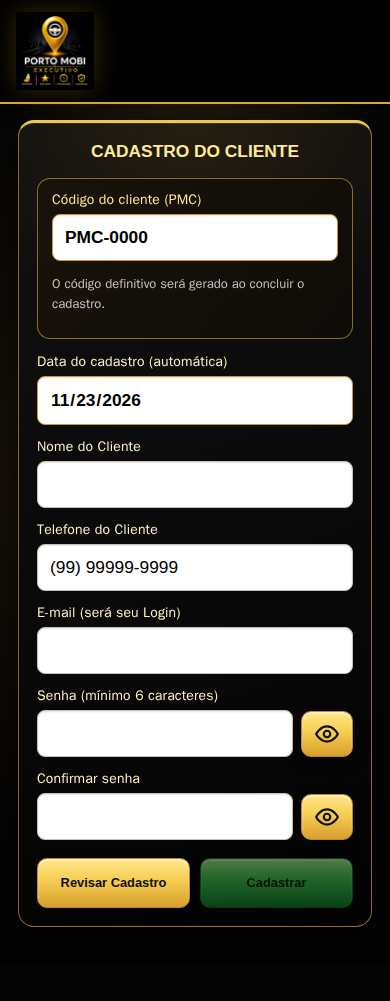 PORTO MOBI
EXECUTIVO
CADASTRO DO CLIENTE
Código do cliente (PMC)
PMC-0000
O código definitivo será gerado ao concluir o
cadastro.
Data do cadastro (automática)
11/23/2026
Nome do Cliente
Telefone do Cliente
(99) 99999-9999
E-mail (será seu Login)
Senha (mínimo 6 caracteres)
Confirmar senha
Revisar Cadastro
Cadastrar